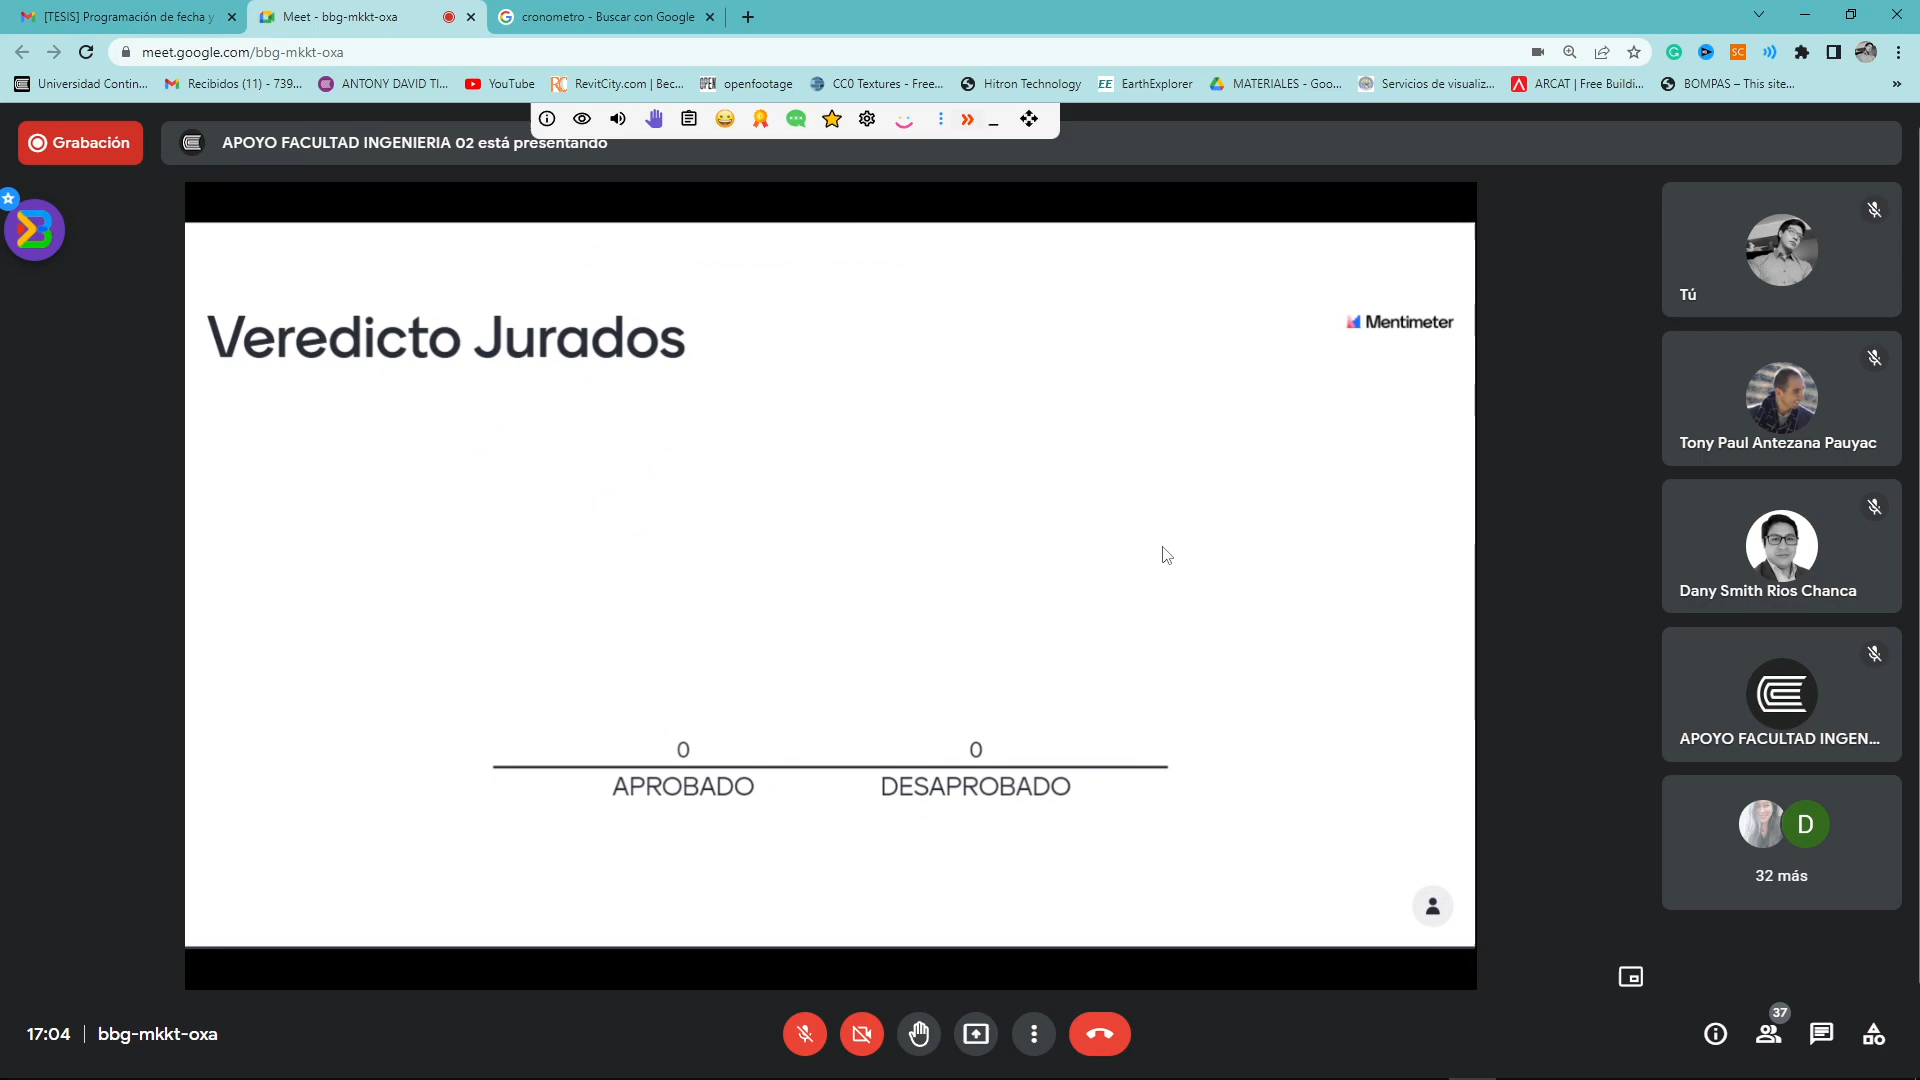 [TESIS] Programación de fecha y
Meet - bbg-mkkt-oxa
cronometro - Buscar con Google
meet.google.com/bbg-mkkt-oxa
Universidad Contin...
Recibidos (11) - 739...
ANTONY DAVID TI...
YouTube
RevitCity.com | Bec...
openfootage
CC0 Textures - Free...
Hitron Technology
EarthExplorer
MATERIALES - Goo...
Servicios de visualiz...
ARCAT | Free Buildi...
BOMPAS – This site...
Grabación
APOYO FACULTAD INGENIERIA 02 está presentando
Veredicto Jurados
Mentimeter
0
0
APROBADO
DESAPROBADO
Tú
Tony Paul Antezana Pauyac
Dany Smith Rios Chanca
APOYO FACULTAD INGEN...
D
32 más
17:04 | bbg-mkkt-oxa
37